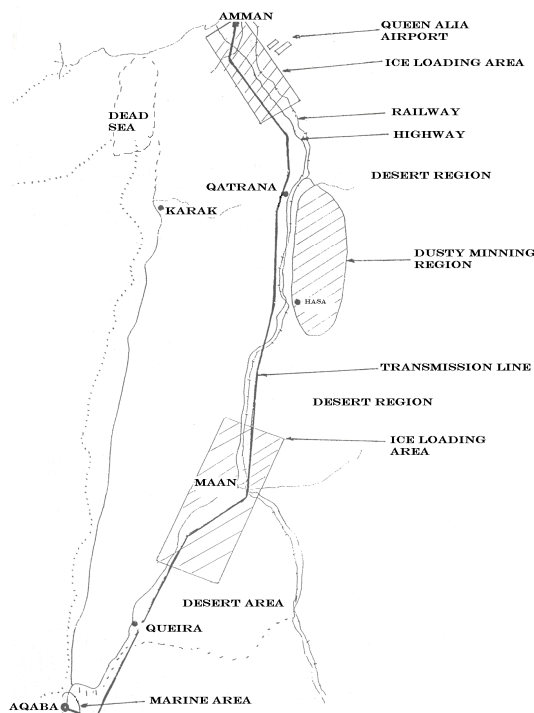 AMMAN
QUEEN ALIA
AIRPORT
ICE LOADING AREA
DEAD
SEA
RAILWAY
HIGHWAY
DESERT REGION
QATRANA
KARAK
DUSTY MINNING
REGION
HASA
TRANSMISSION LINE
DESERT REGION
ICE LOADING
AREA
MAAN
DESERT AREA
QUEIRA
MARINE AREA
AQABA